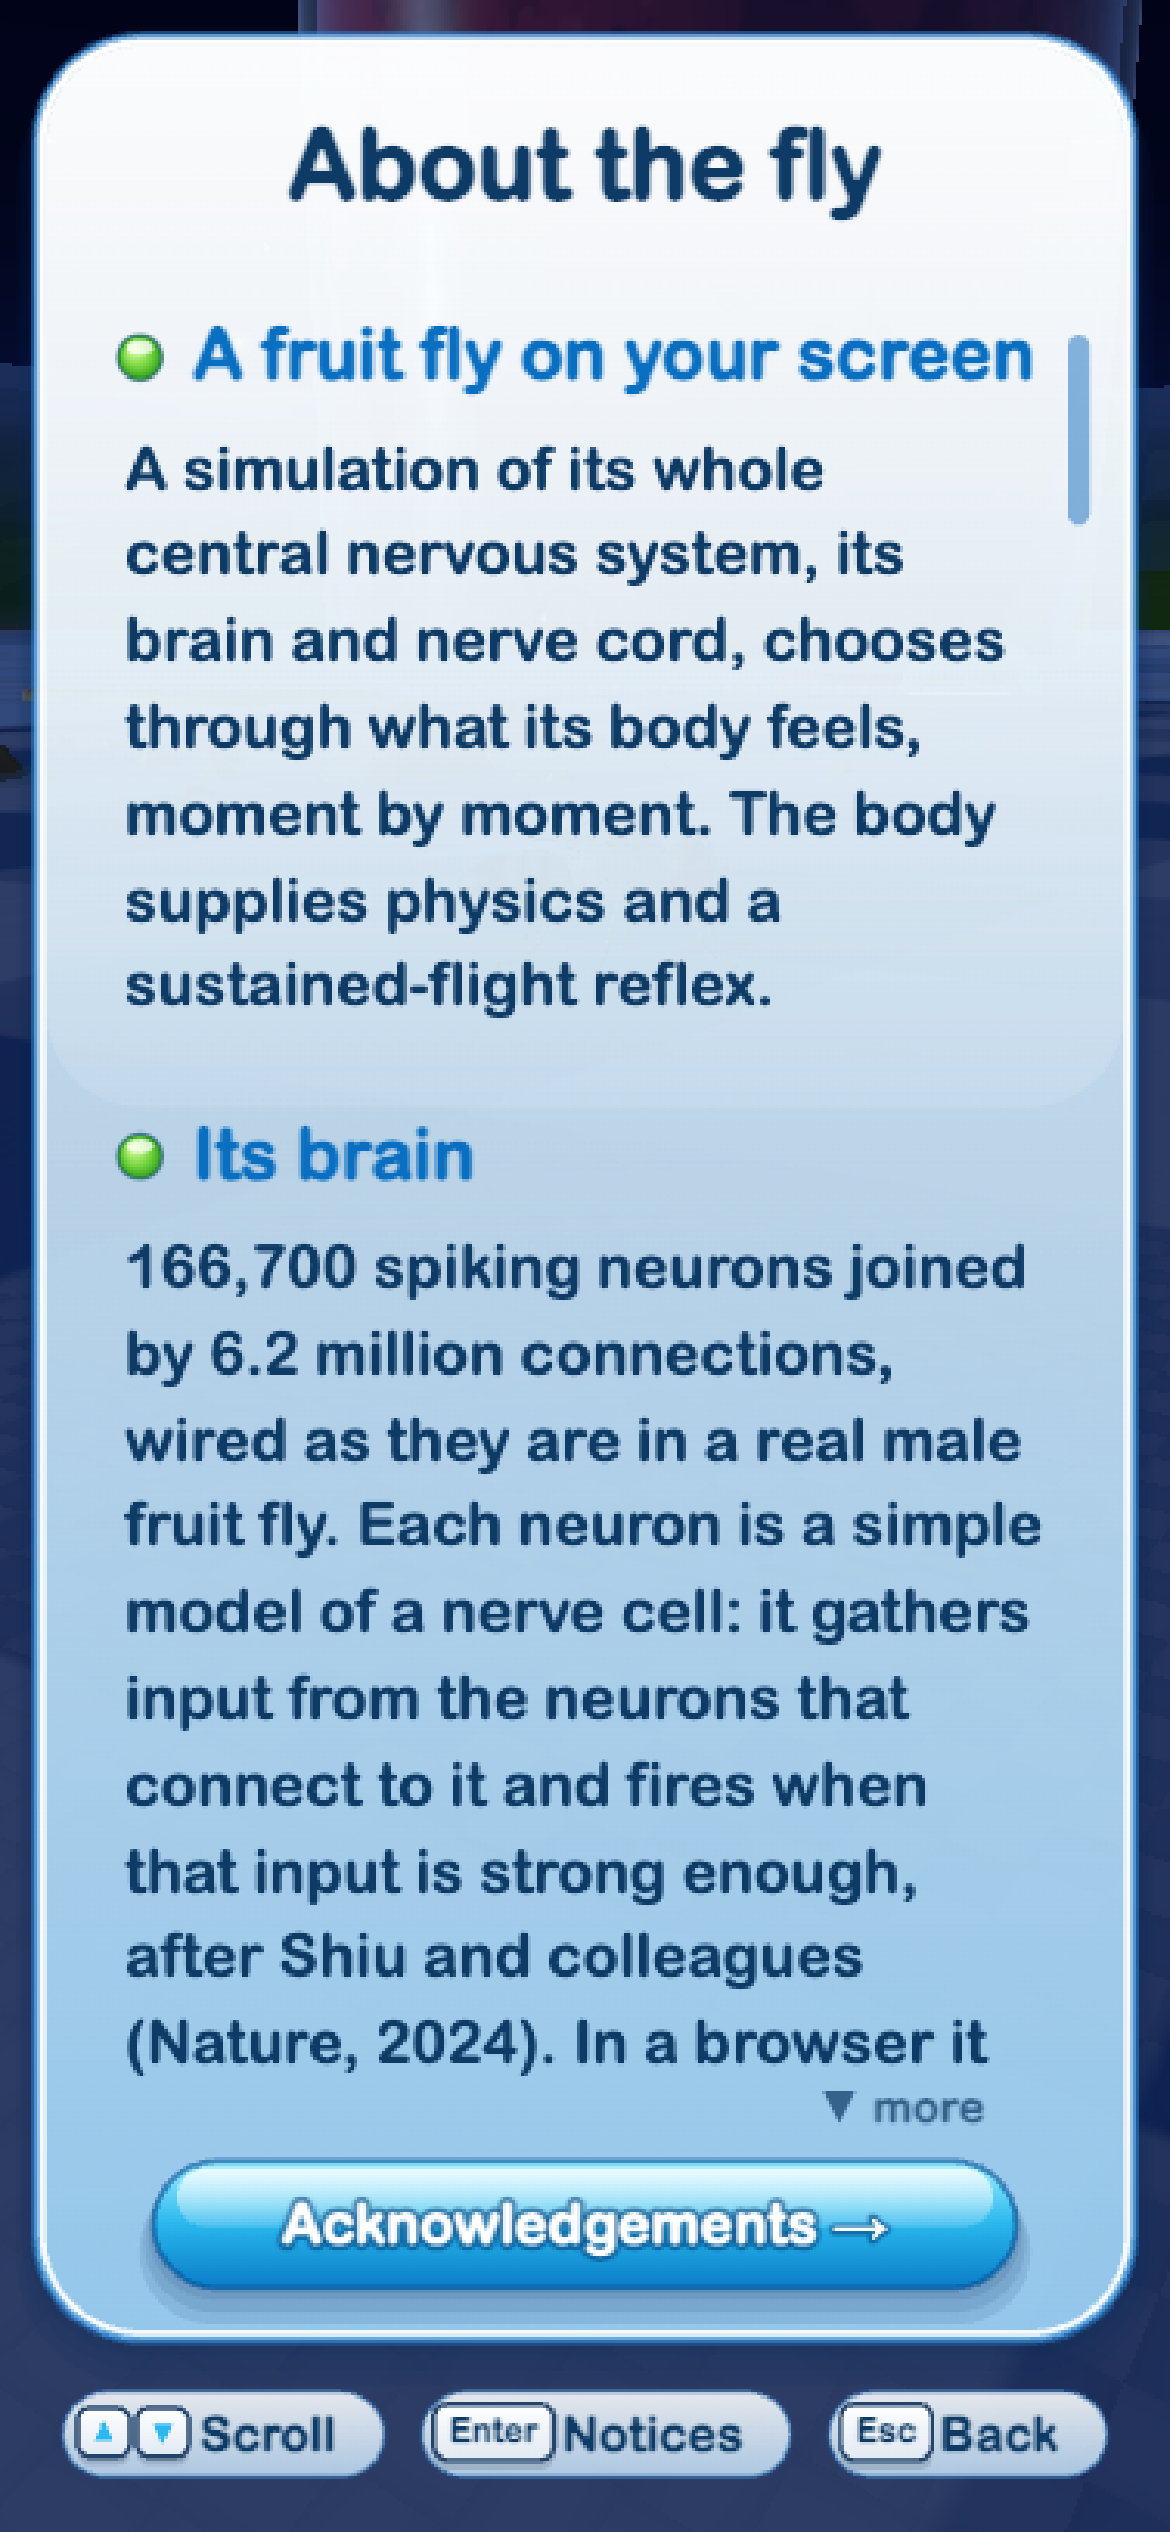 About the fly
A fruit fly on your screen
A simulation of its whole
central nervous system, its
brain and nerve cord, chooses
through what its body feels,
moment by moment. The body
supplies physics and a
sustained-flight reflex.
Its brain
166,700 spiking neurons joined
by 6.2 million connections,
wired as they are in a real male
fruit fly. Each neuron is a simple
model of a nerve cell: it gathers
input from the neurons that
connect to it and fires when
that input is strong enough,
after Shiu and colleagues
(Nature, 2024). In a browser it
▼ more
Acknowledgements →
▲ ▼ Scroll
Enter Notices
Esc Back